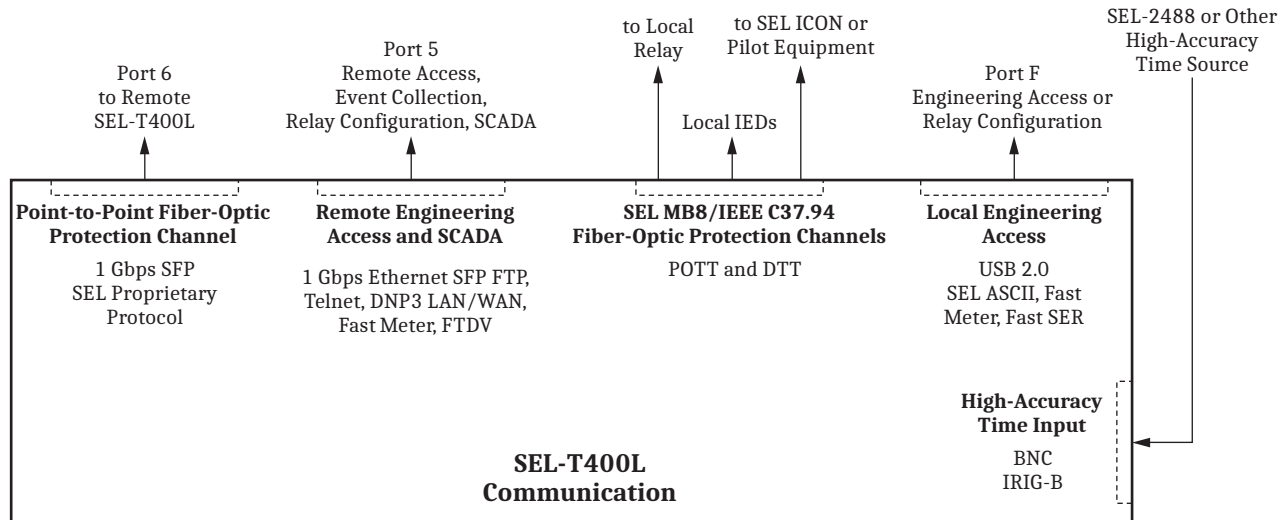 Port 6
to Remote
SEL-T400L
Port 5
Remote Access,
Event Collection,
Relay Configuration, SCADA
to Local
Relay
Local IEDs
to SEL ICON or
Pilot Equipment
Port F
Engineering Access or
Relay Configuration
SEL-2488 or Other
High-Accuracy
Time Source
Point-to-Point Fiber-Optic
Protection Channel
1 Gbps SFP
SEL Proprietary
Protocol
Remote Engineering
Access and SCADA
1 Gbps Ethernet SFP FTP,
Telnet, DNP3 LAN/WAN,
Fast Meter, FTDV
SEL MB8/IEEE C37.94
Fiber-Optic Protection Channels
POTT and DTT
Local Engineering
Access
USB 2.0
SEL ASCII, Fast
Meter, Fast SER
High-Accuracy
Time Input
BNC
IRIG-B
SEL-T400L
Communication